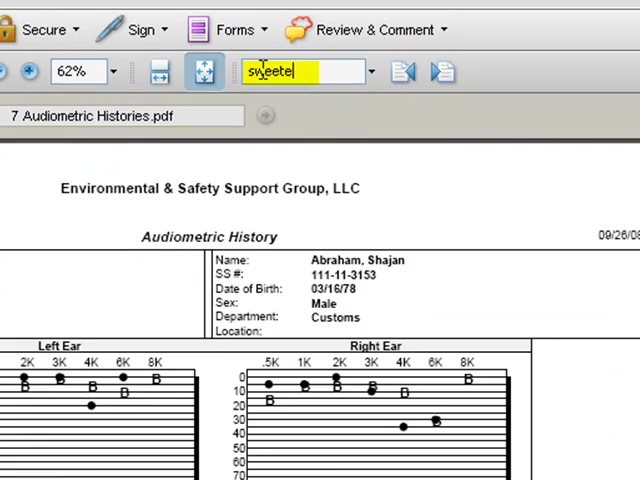 Secure Sign Forms Review & Comment
62% sweete
7 Audiometric Histories.pdf
Environmental & Safety Support Group, LLC
Audiometric History 09/26/08
Name: Abraham, Shajan
SS #: 111-11-3153
Date of Birth: 03/16/78
Sex: Male
Department: Customs
Location:
Left Ear Right Ear
2K 3K 4K 6K 8K .5K 1K 2K 3K 4K 6K 8K
0
10
20
30
40
50
60
70